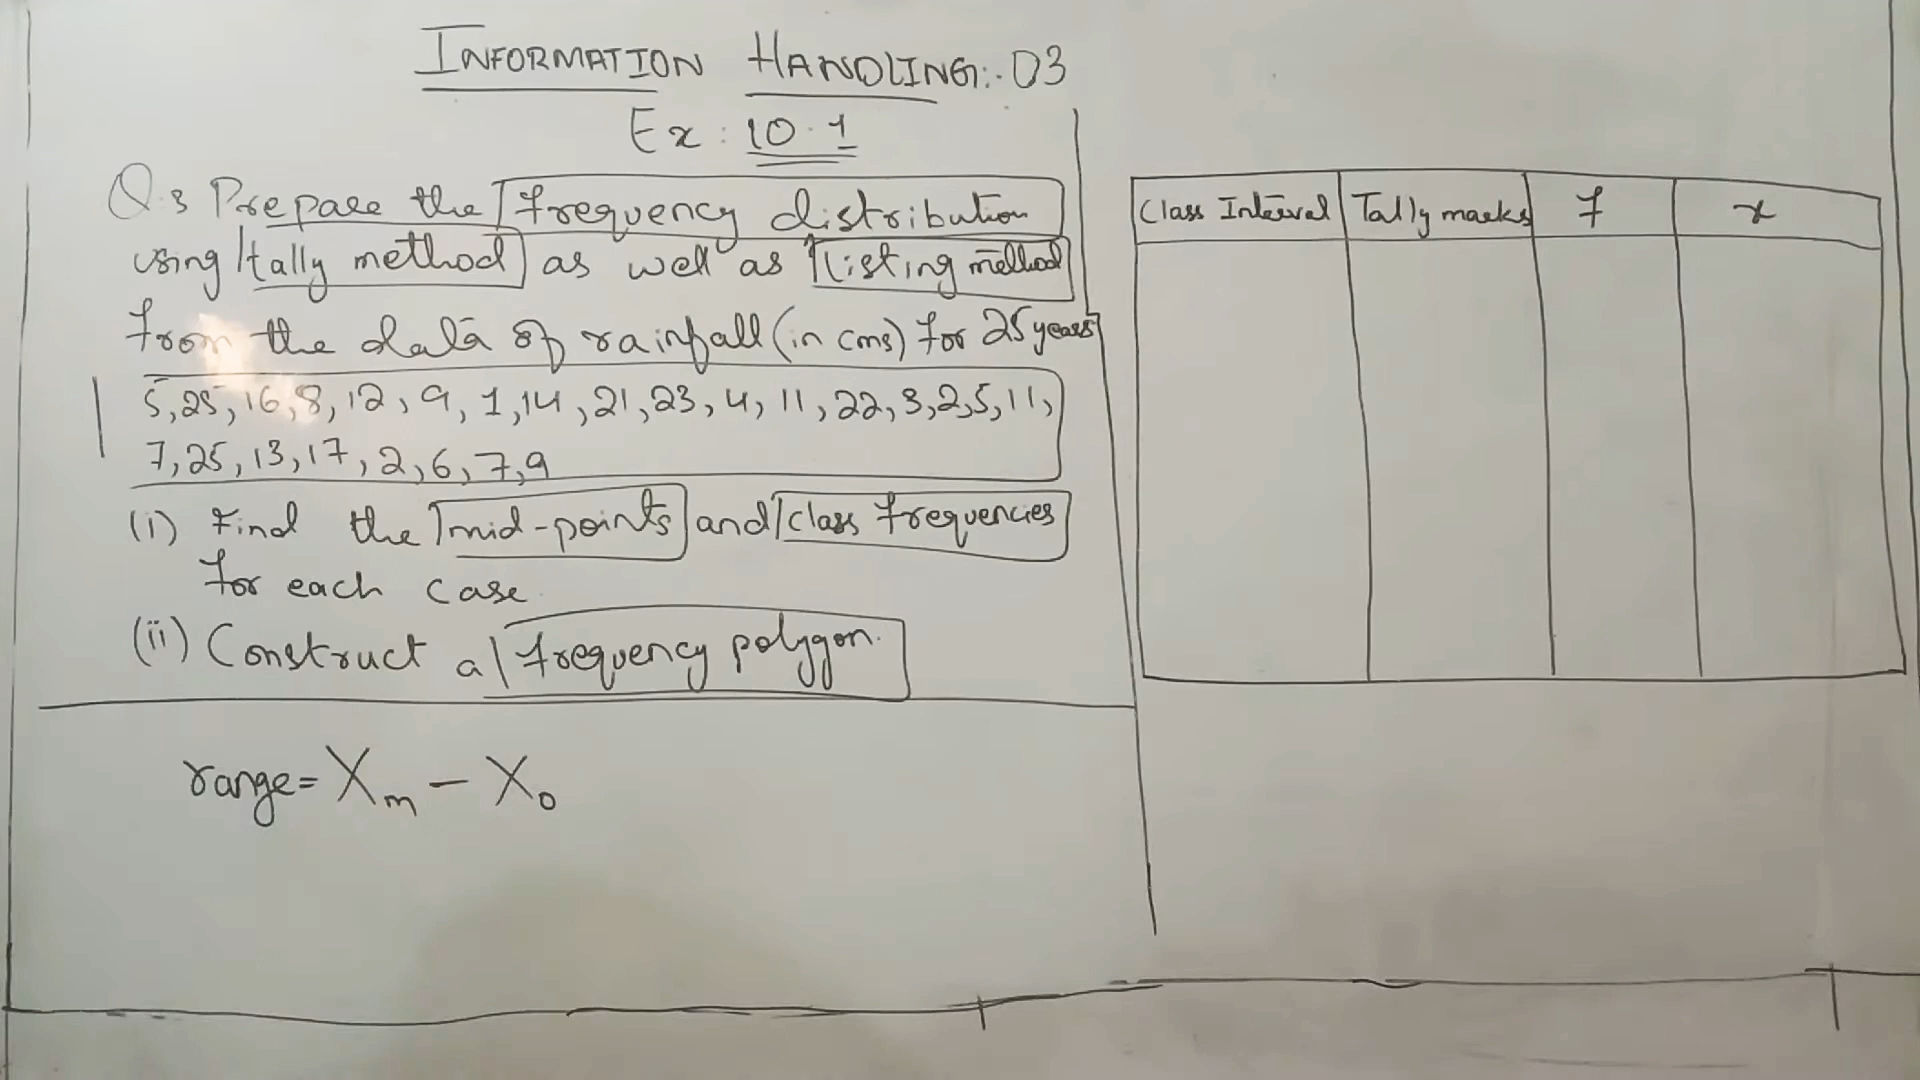 INFORMATION HANDLING:- 03
Ex: 10.1
Q.3 Prepare the frequency distribution
using tally method as well as listing method
from the data of rainfall (in cms) for 25 years
5,25,16,8,12,9,1,14,21,23,4,11,22,3,2,5,11,
7,25,13,17,2,6,7,9
(i) Find the mid-points and class frequencies
for each case
(ii) Construct a frequency polygon.
range = Xm - X0
Class Interval Tally marks f x